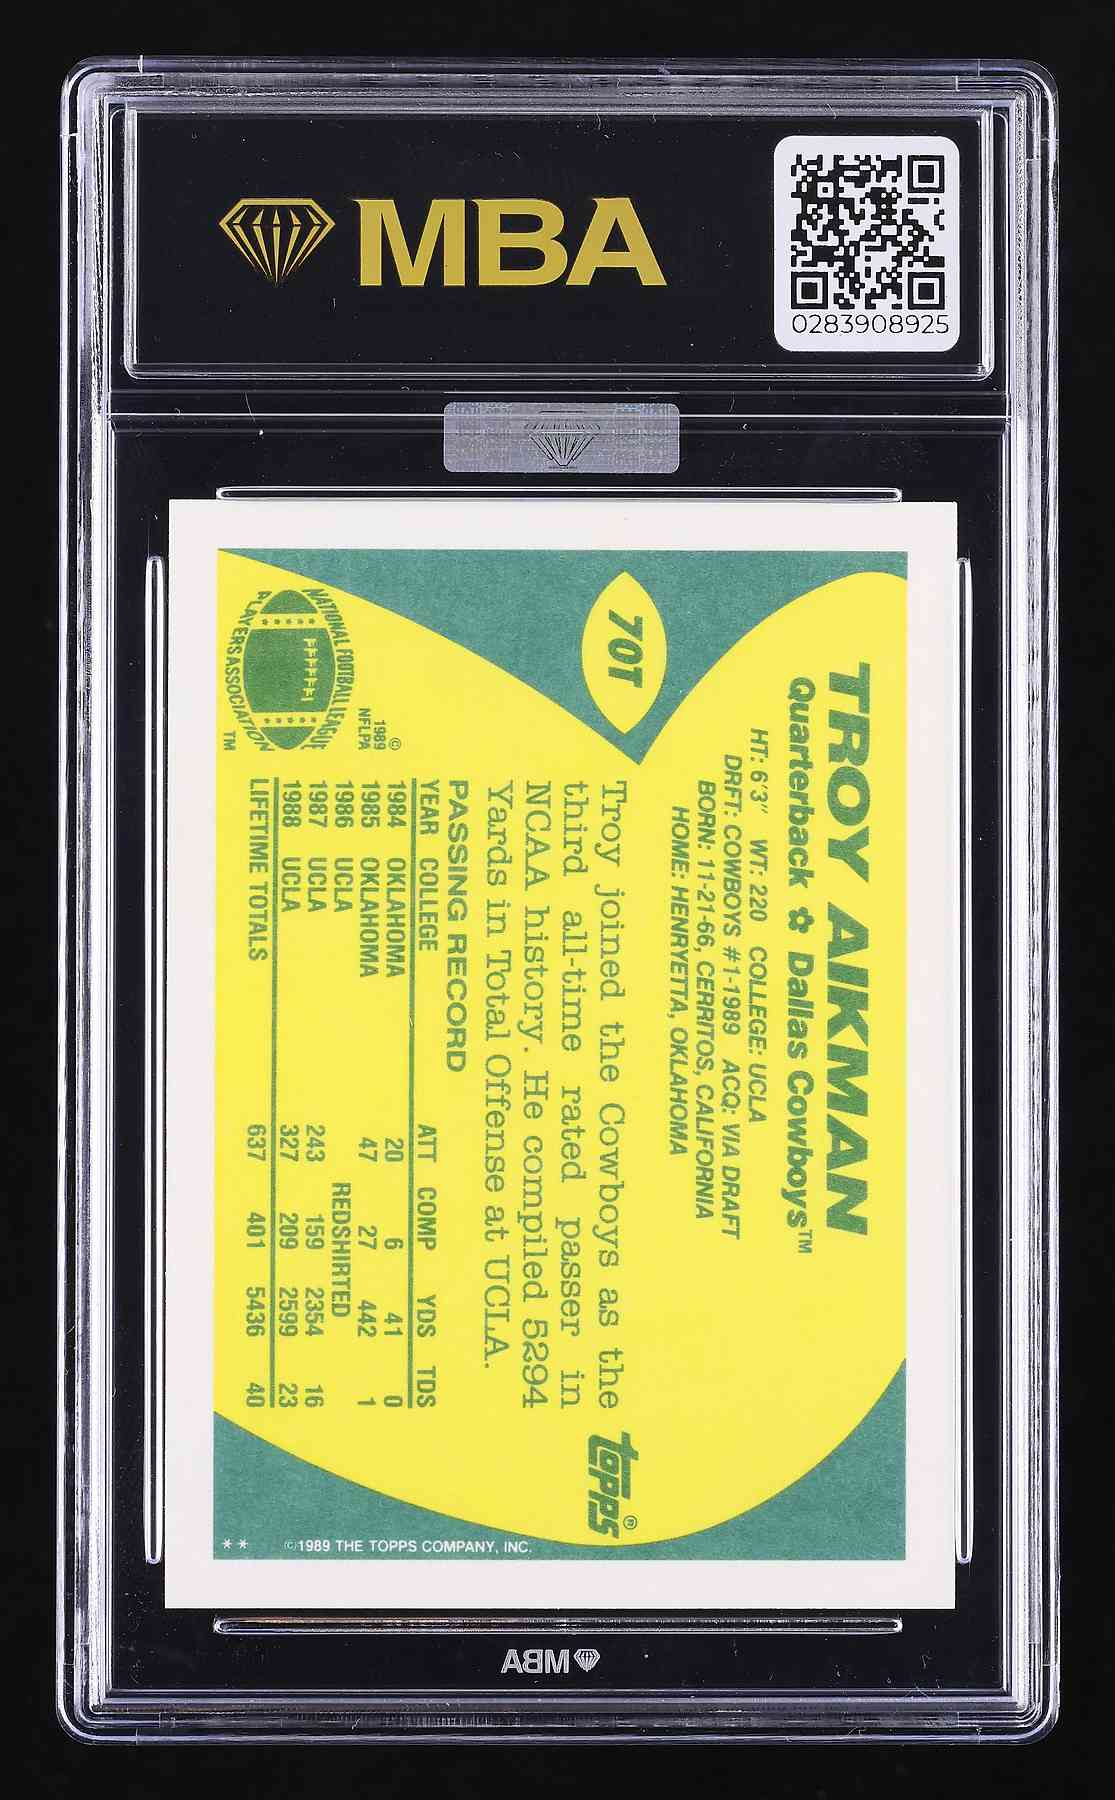 MBA
0283908925
70T
TROY AIKMAN
Quarterback ✿ Dallas Cowboys™
HT: 6'3" WT: 220 COLLEGE: UCLA
DRFT: COWBOYS #1-1989 ACQ: VIA DRAFT
BORN: 11-21-66, CERRITOS, CALIFORNIA
HOME: HENRYETTA, OKLAHOMA
Troy joined the Cowboys as the
third all-time rated passer in
NCAA history. He compiled 5294
Yards in Total Offense at UCLA.
PASSING RECORD
YEAR COLLEGE ATT COMP YDS TDS
1984 OKLAHOMA 20 6 41 0
1985 OKLAHOMA 47 27 442 1
1986 UCLA REDSHIRTED
1987 UCLA 243 159 2354 16
1988 UCLA 327 209 2599 23
LIFETIME TOTALS 637 401 5436 40
NATIONAL FOOTBALL LEAGUE
PLAYERS ASSOCIATION
TM
©
1989
NFLPA
TOPPS®
** ©1989 THE TOPPS COMPANY, INC.
MBA